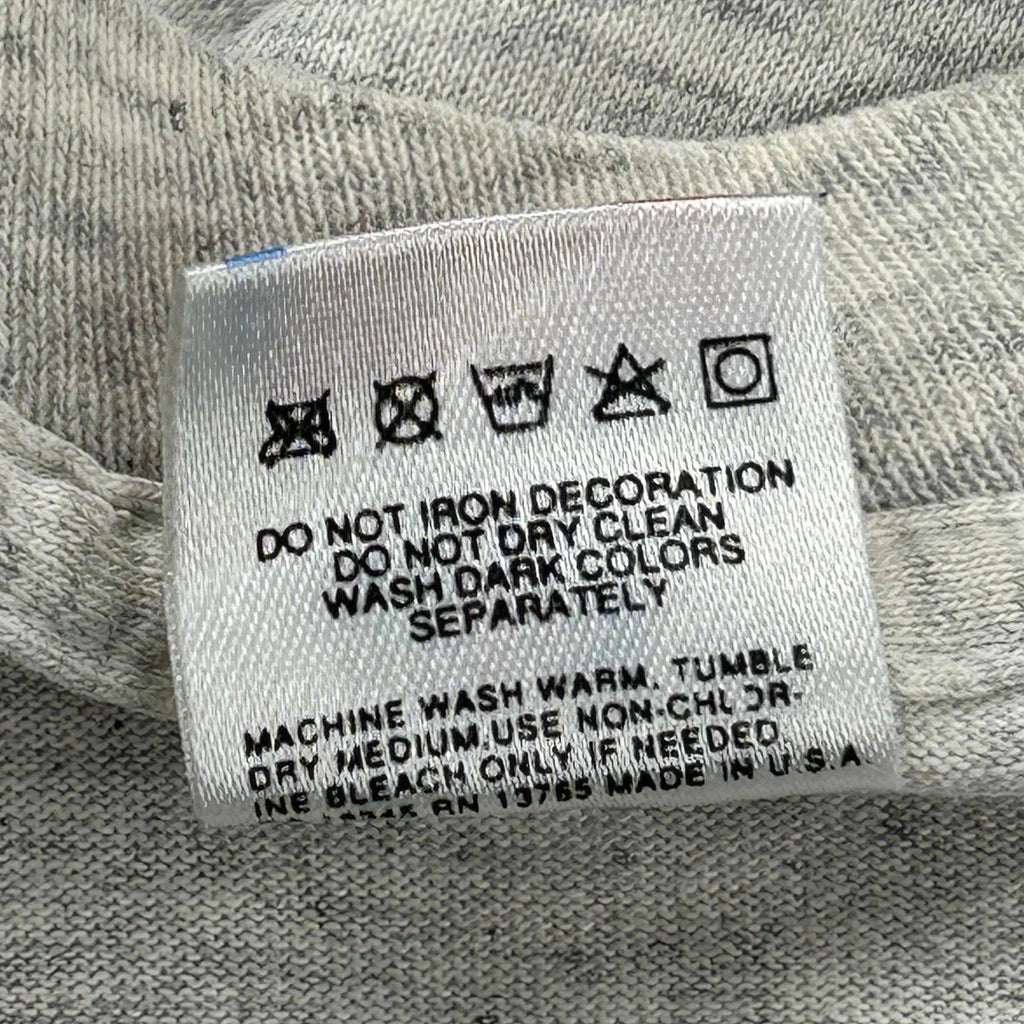 DO NOT IRON DECORATION
DO NOT DRY CLEAN
WASH DARK COLORS
SEPARATELY
MACHINE WASH WARM. TUMBLE
DRY MEDIUM.USE NON-CHLOR-
INE BLEACH ONLY IF NEEDED.
RN 13765 MADE IN U.S.A.